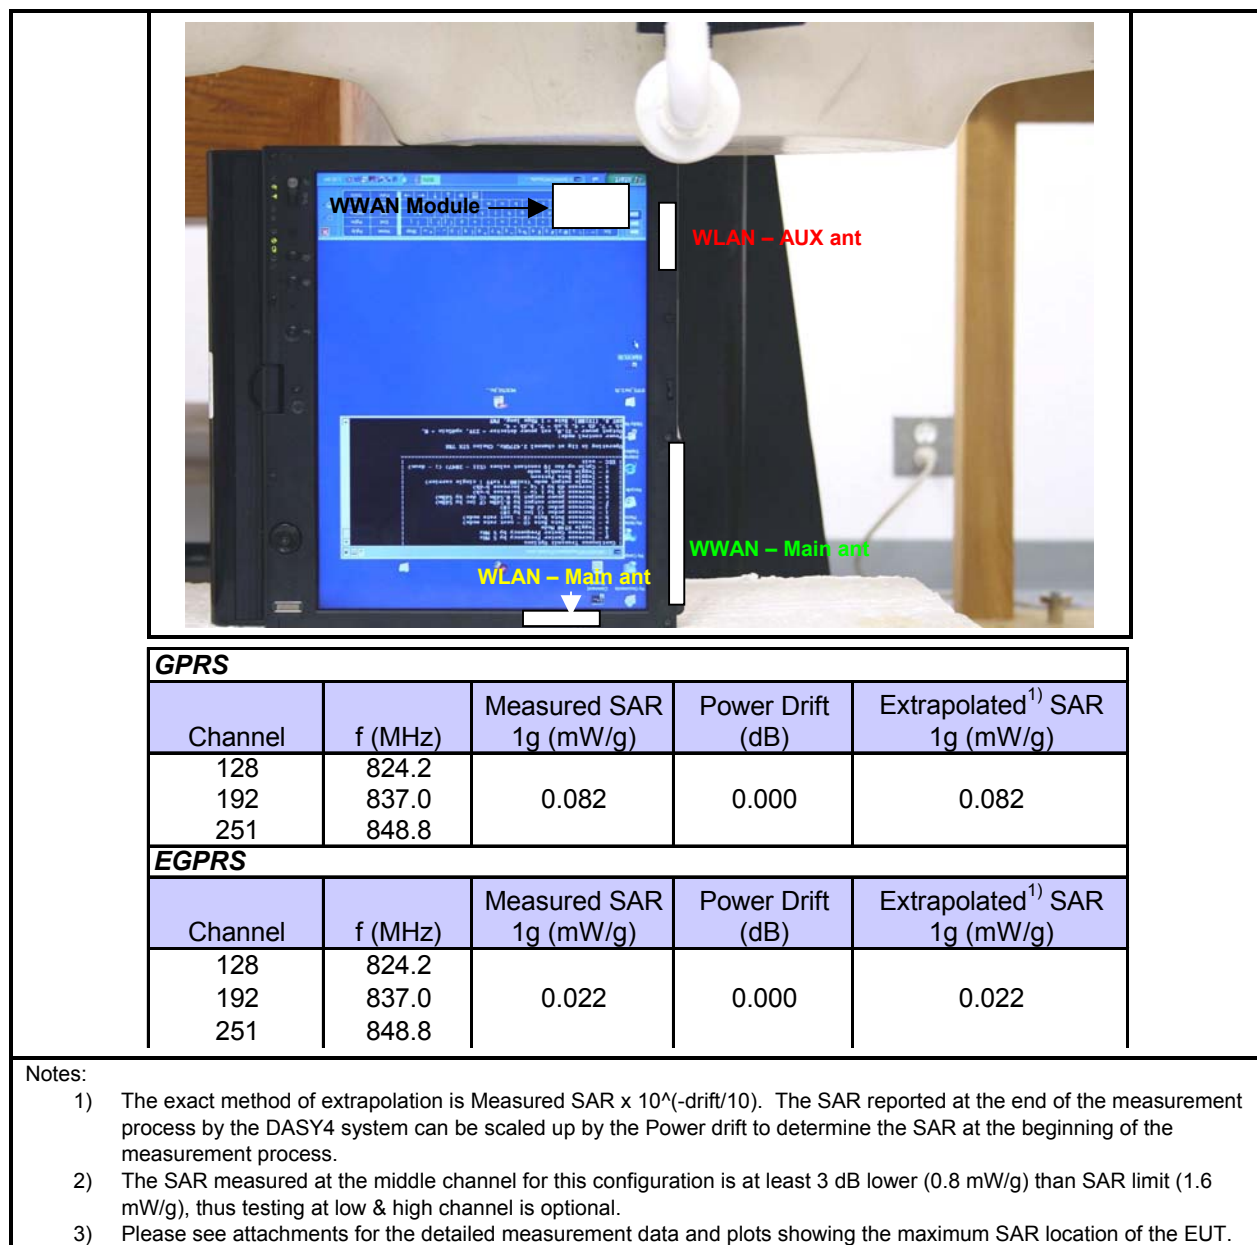 WWAN Module
WLAN – AUX ant
WWAN – Main ant
WLAN – Main ant
GPRS
Channel f (MHz) Measured SAR 1g (mW/g) Power Drift (dB) Extrapolated1) SAR 1g (mW/g)
128 824.2
192 837.0 0.082 0.000 0.082
251 848.8
EGPRS
Channel f (MHz) Measured SAR 1g (mW/g) Power Drift (dB) Extrapolated1) SAR 1g (mW/g)
128 824.2
192 837.0 0.022 0.000 0.022
251 848.8
Notes:
1) The exact method of extrapolation is Measured SAR x 10^(-drift/10). The SAR reported at the end of the measurement
process by the DASY4 system can be scaled up by the Power drift to determine the SAR at the beginning of the
measurement process.
2) The SAR measured at the middle channel for this configuration is at least 3 dB lower (0.8 mW/g) than SAR limit (1.6
mW/g), thus testing at low & high channel is optional.
3) Please see attachments for the detailed measurement data and plots showing the maximum SAR location of the EUT.